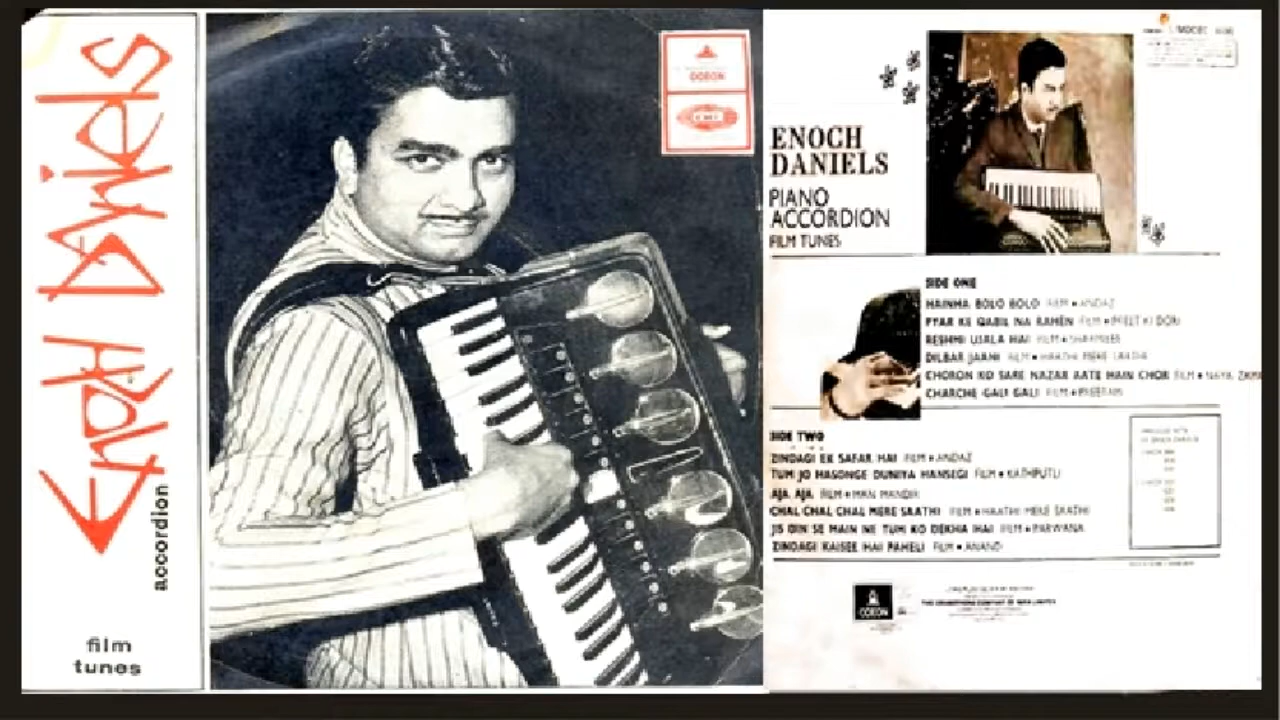 Enoch Daniels
accordion
film
tunes
ODEON
EMI
ENOCH
DANIELS
PIANO
ACCORDION
FILM TUNES
SIDE ONE
NAINHA BOLO BOLO FILM • ANDAZ
PYAR KE QABIL NA RAHEN FILM • PREET KI DORI
RESHMI UJALA HAI FILM • SHARMILEE
DILBAR JAANI FILM • HAATHI MERE SAATHI
CHORON KO SARE NAZAR AATE HAIN CHOR FILM • NAYA ZAMA
CHARCHE GALI GALI FILM • PREETAM
SIDE TWO
ZINDAGI EK SAFAR HAI FILM • ANDAZ
TUM JO HASONGE DUNIYA HANSEGI FILM • KATHPUTLI
AJA AJA FILM • MAN MANDIR
CHAL CHAL CHAL MERE SAATHI FILM • HAATHI MERE SAATHI
JIS DIN SE MAIN NE TUM KO DEKHA HAI FILM • PARWANA
ZINDAGI KAISEE HAI PAHELI FILM • ANAND
ODEON
THE GRAMOPHONE COMPANY OF INDIA LIMITED